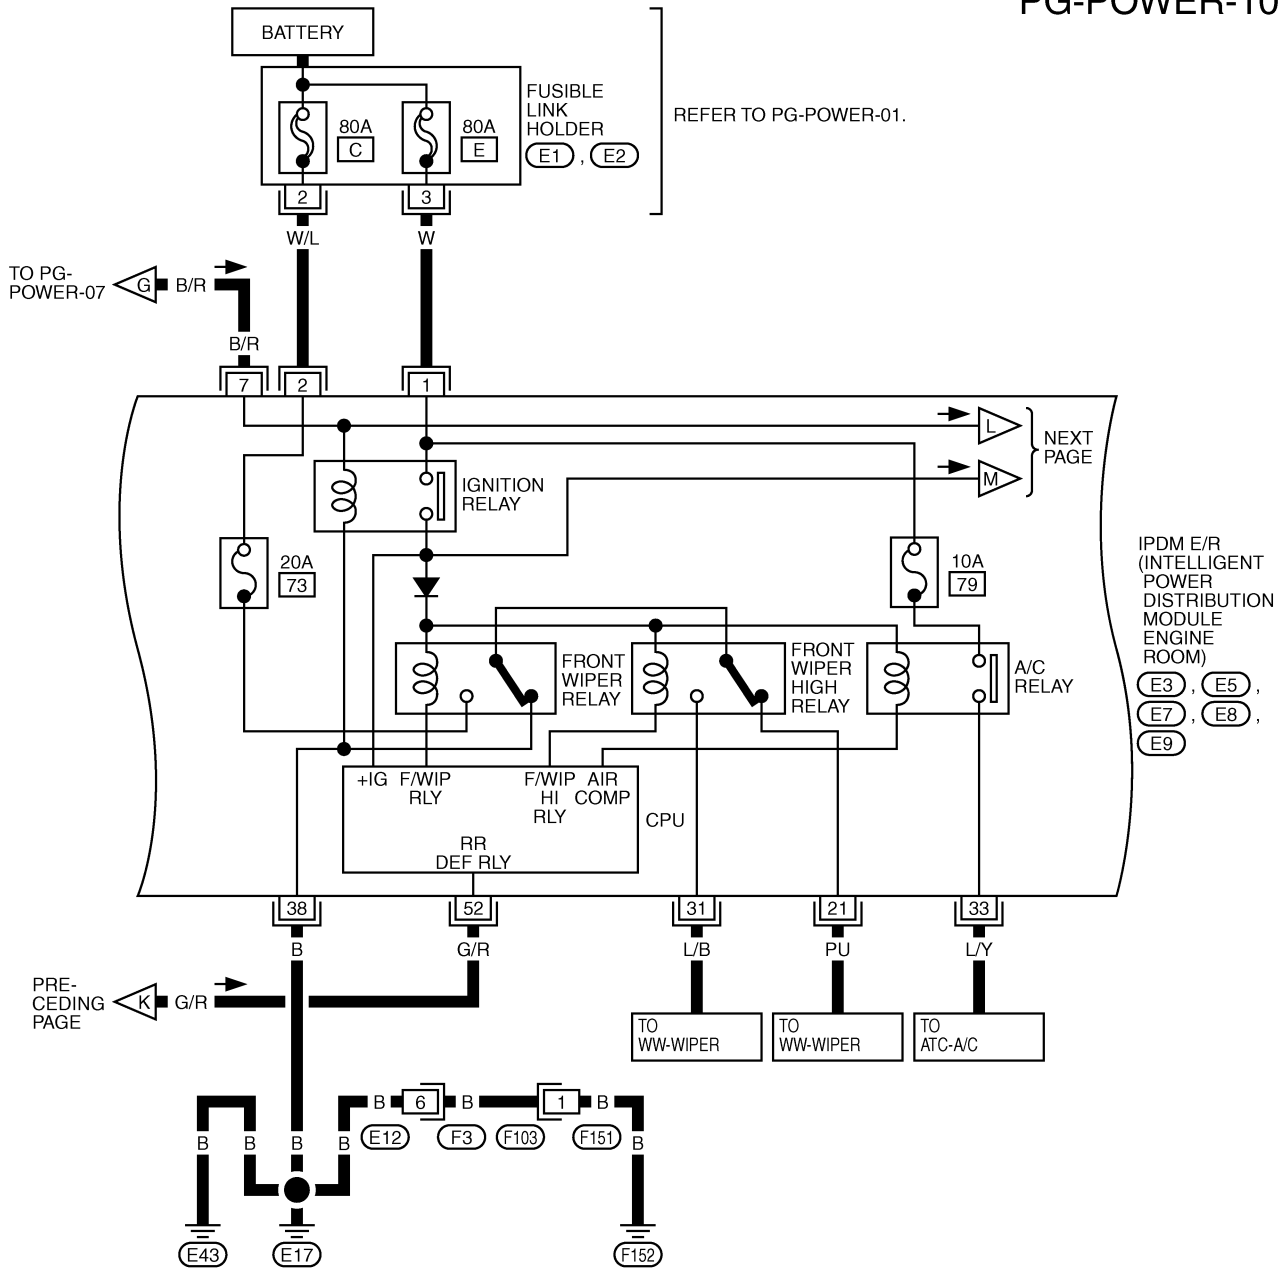 PG-POWER-10
BATTERY
FUSIBLE
LINK
HOLDER
E1 , E2
80A
C
80A
E
REFER TO PG-POWER-01.
2
3
W/L
W
TO PG-
POWER-07
G
B/R
B/R
7
2
1
L
M
NEXT
PAGE
IGNITION
RELAY
20A
73
10A
79
IPDM E/R
(INTELLIGENT
POWER
DISTRIBUTION
MODULE
ENGINE
ROOM)
E3 , E5 ,
E7 , E8 ,
E9
FRONT
WIPER
RELAY
FRONT
WIPER
HIGH
RELAY
A/C
RELAY
+IG
F/WIP
RLY
F/WIP
HI
RLY
AIR
COMP
CPU
RR
DEF RLY
38
52
31
21
33
B
G/R
L/B
PU
L/Y
PRE-
CEDING
PAGE
K
G/R
TO
WW-WIPER
TO
WW-WIPER
TO
ATC-A/C
B
6
B
1
B
E12
F3
F103
F151
B
B
B
B
B
E43
E17
F152